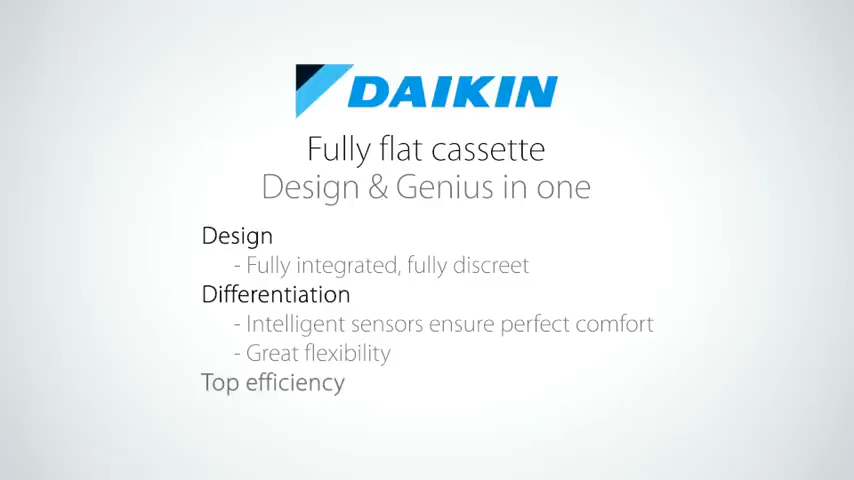 DAIKIN
Fully flat cassette
Design & Genius in one
Design
- Fully integrated, fully discreet
Differentiation
- Intelligent sensors ensure perfect comfort
- Great flexibility
Top efficiency